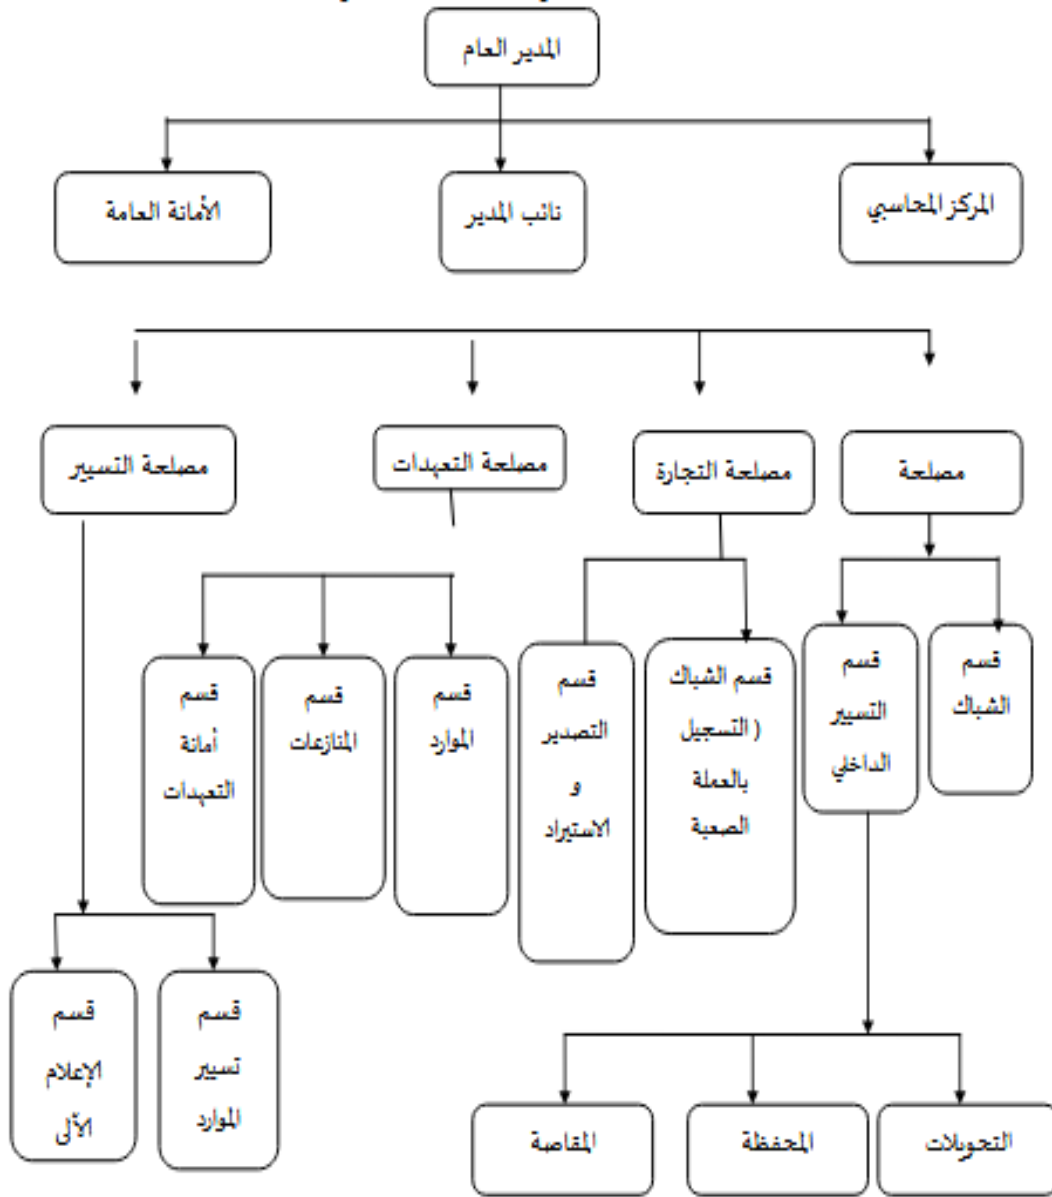 المدير العام
المركز المحاسبي
نائب المدير
الأمانة العامة
مصلحة
مصلحة التجارة
مصلحة التعهدات
مصلحة التسيير
قسم
الشباك
قسم
التسيير
الداخلي
قسم الشباك
( التسجيل
بالعملة
الصعبة
قسم
التصدير
و
الاستيراد
قسم
الموارد
قسم
المنازعات
قسم
أمانة
التعهدات
قسم
تسيير
الموارد
قسم
الإعلام
الآلى
التحويلات
المحفظة
المقاصة